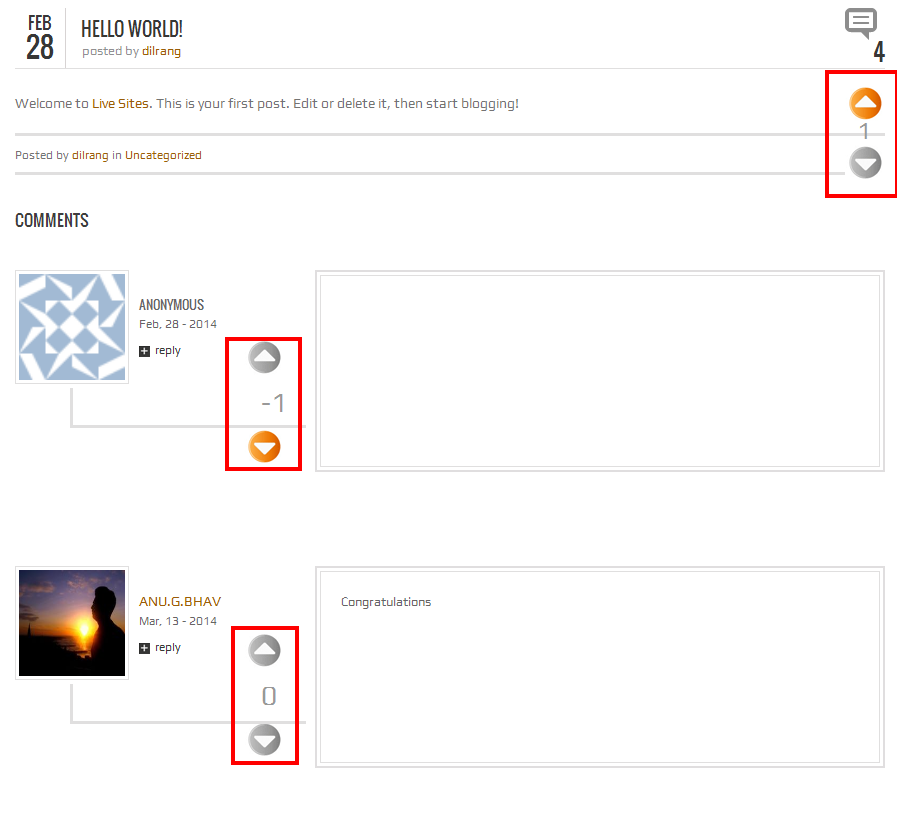 FEB
28
HELLO WORLD!
posted by dilrang
4
Welcome to Live Sites. This is your first post. Edit or delete it, then start blogging!
1
Posted by dilrang in Uncategorized
COMMENTS
ANONYMOUS
Feb, 28 - 2014
+ reply
-1
ANU.G.BHAV
Mar, 13 - 2014
+ reply
0
Congratulations